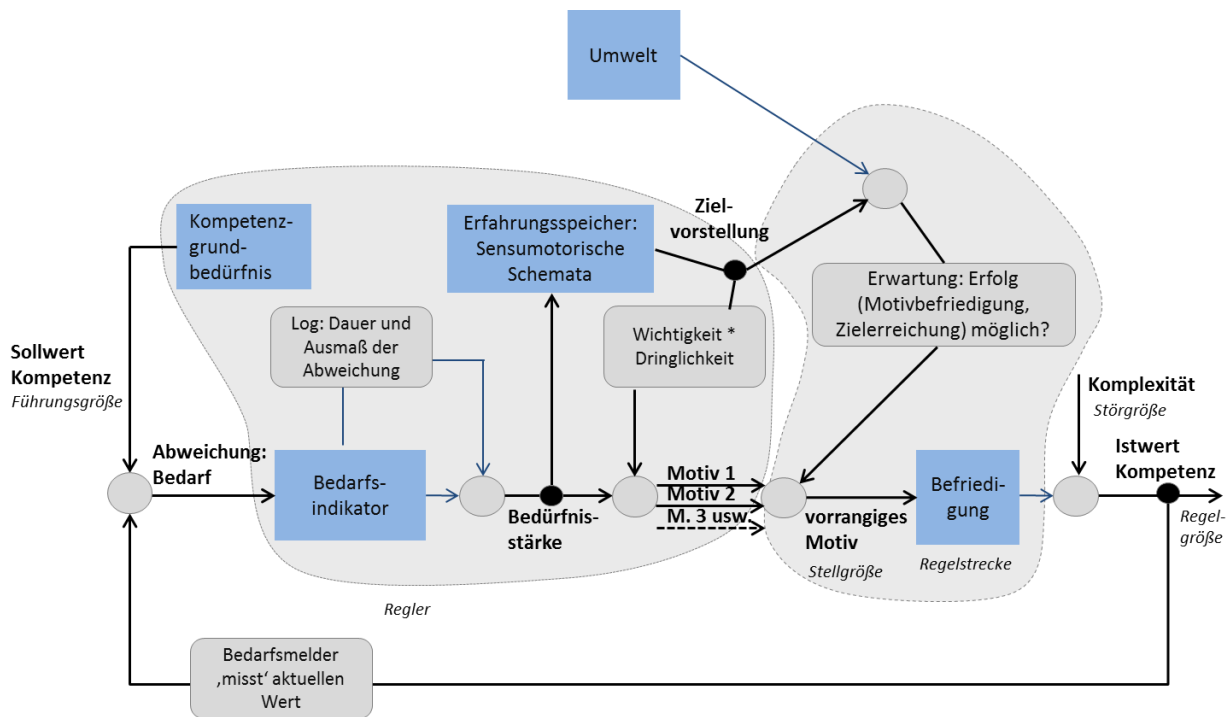 Umwelt
Kompetenz-
grund-
bedürfnis
Erfahrungsspeicher:
Sensumotorische
Schemata
Ziel-
vorstellung
Erwartung: Erfolg
(Motivbefriedigung,
Zielerreichung) möglich?
Log: Dauer und
Ausmaß der
Abweichung
Wichtigkeit *
Dringlichkeit
Sollwert
Kompetenz
Führungsgröße
Komplexität
Störgröße
Abweichung:
Bedarf
Bedarfs-
indikator
Bedürfnis-
stärke
Motiv 1
Motiv 2
M. 3 usw
vorrangiges
Motiv
Stellgröße
Befriedi-
gung
Regelstrecke
Istwert
Kompetenz
Regel-
größe
Regler
Bedarfsmelder
‚misst‘ aktuellen
Wert